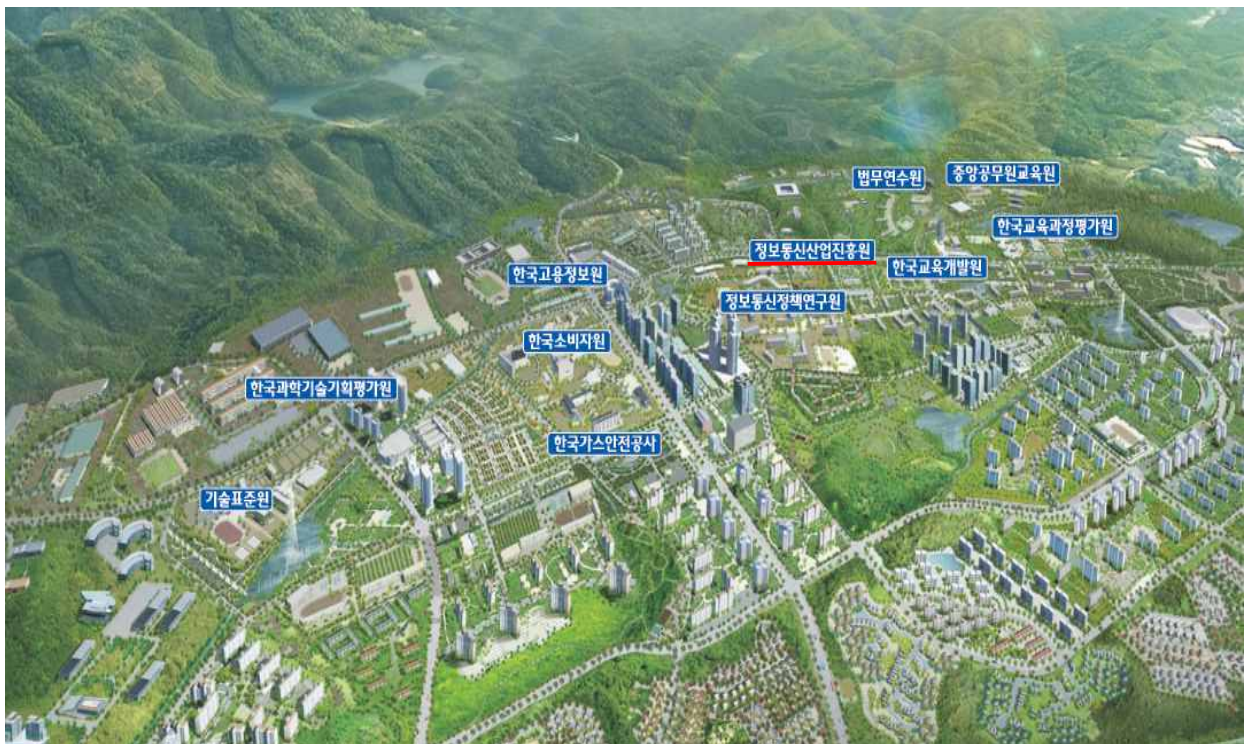 법무연수원
중앙공무원교육원
한국교육과정평가원
정보통신산업진흥원
한국교육개발원
한국고용정보원
정보통신정책연구원
한국소비자원
한국과학기술기획평가원
한국가스안전공사
기술표준원